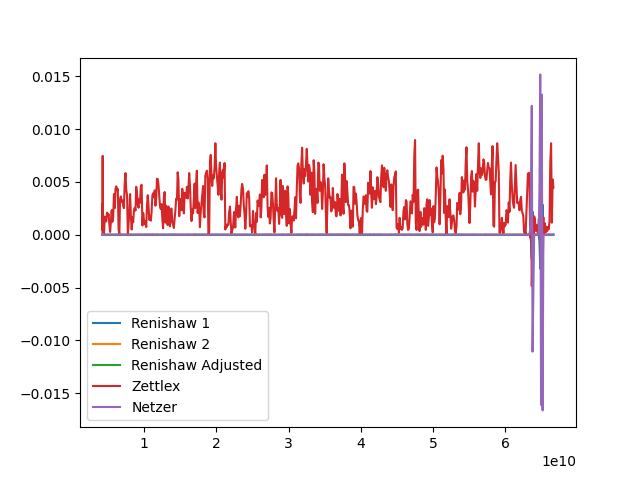 0.015
0.010
0.005
0.000
−0.005
−0.010
−0.015
Renishaw 1
Renishaw 2
Renishaw Adjusted
Zettlex
Netzer
1 2 3 4 5 6
1e10